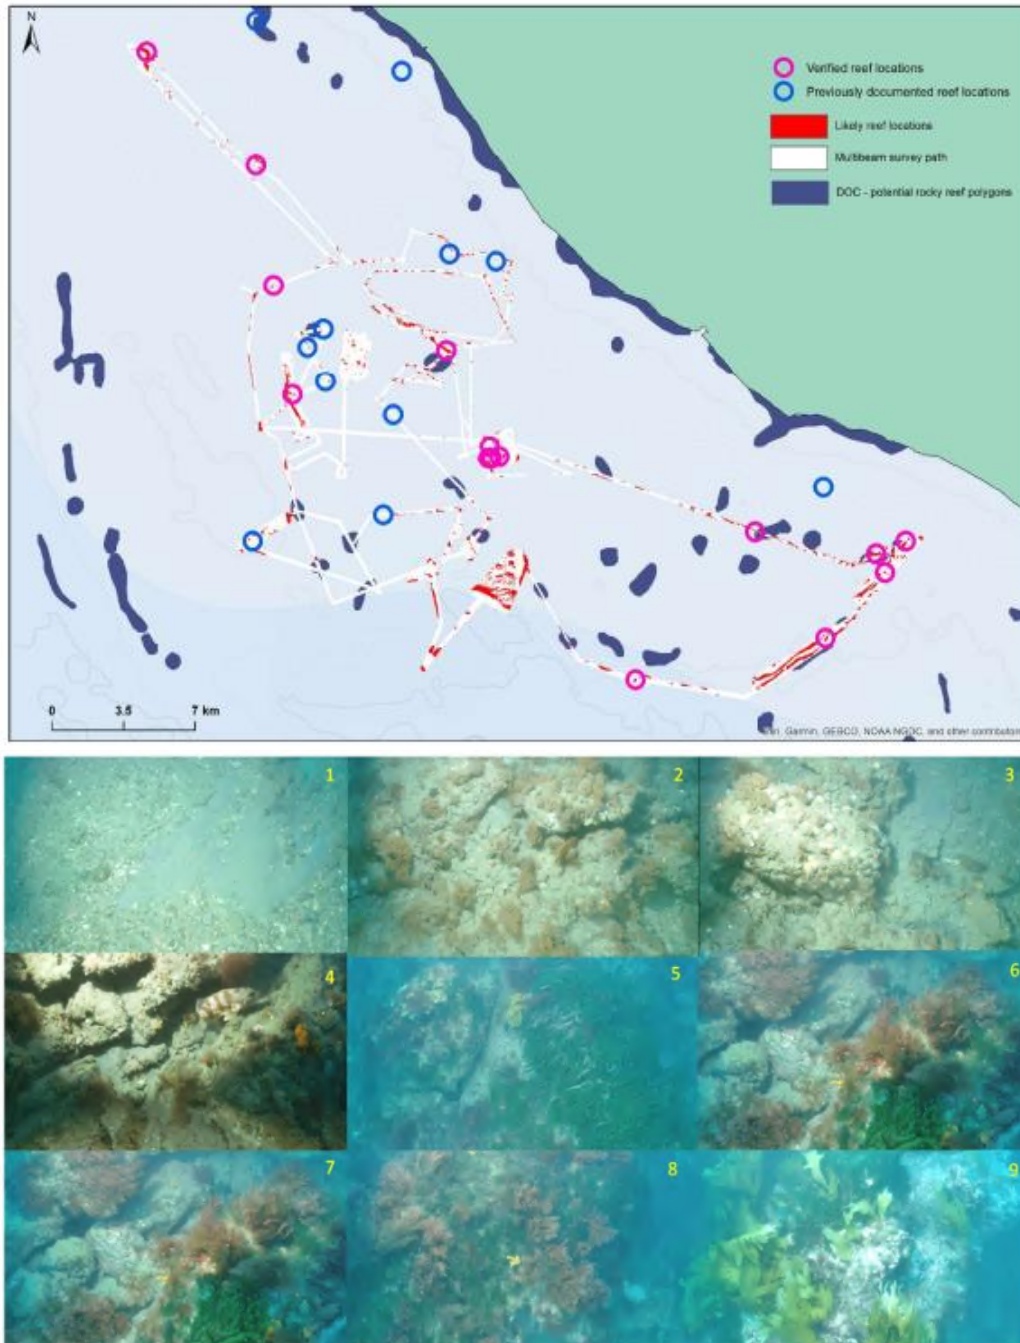 N
Verified reef locations
Previously documented reef locations
Likely reef locations
Multibeam survey path
DOC - potential rocky reef polygons
0 3.5 7 km
Garmin, GEBCO, NOAA NGDC, and other contributors
1 2 3
4 5 6
7 8 9